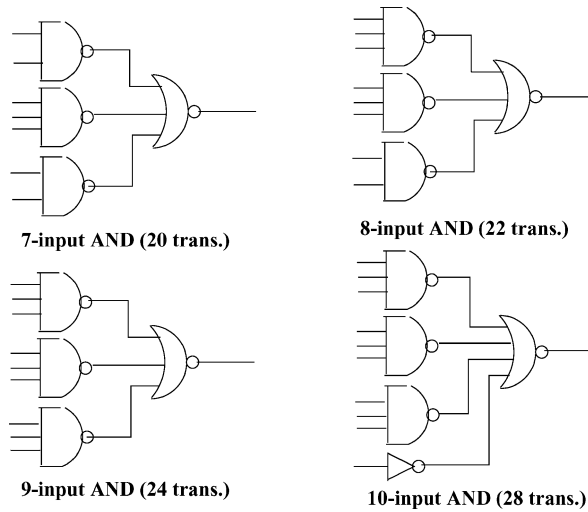 7-input AND (20 trans.)
8-input AND (22 trans.)
9-input AND (24 trans.)
10-input AND (28 trans.)